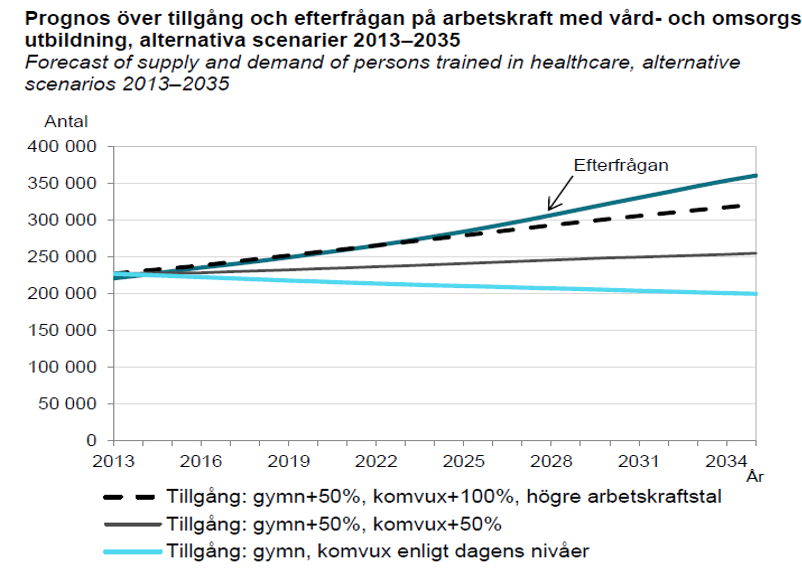 Prognos över tillgång och efterfrågan på arbetskraft med vård- och omsorgs
utbildning, alternativa scenarier 2013–2035
Forecast of supply and demand of persons trained in healthcare, alternative
scenarios 2013–2035
Antal
400 000
350 000
300 000
250 000
200 000
150 000
100 000
50 000
0
Efterfrågan
2013 2016 2019 2022 2025 2028 2031 2034
År
Tillgång: gymn+50%, komvux+100%, högre arbetskraftstal
Tillgång: gymn+50%, komvux+50%
Tillgång: gymn, komvux enligt dagens nivåer